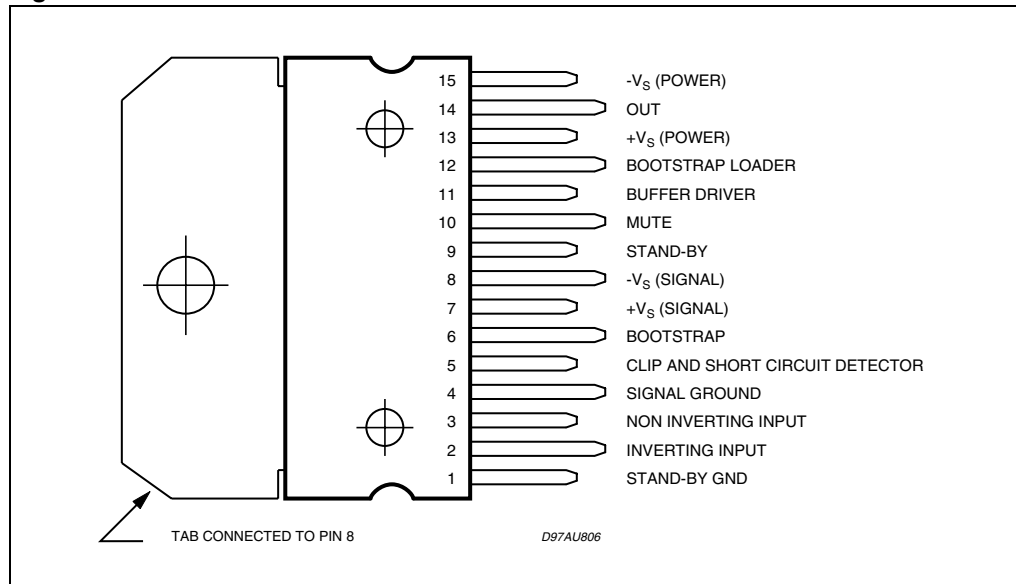 15 -VS (POWER)
14 OUT
13 +VS (POWER)
12 BOOTSTRAP LOADER
11 BUFFER DRIVER
10 MUTE
9 STAND-BY
8 -VS (SIGNAL)
7 +VS (SIGNAL)
6 BOOTSTRAP
5 CLIP AND SHORT CIRCUIT DETECTOR
4 SIGNAL GROUND
3 NON INVERTING INPUT
2 INVERTING INPUT
1 STAND-BY GND
TAB CONNECTED TO PIN 8 D97AU806